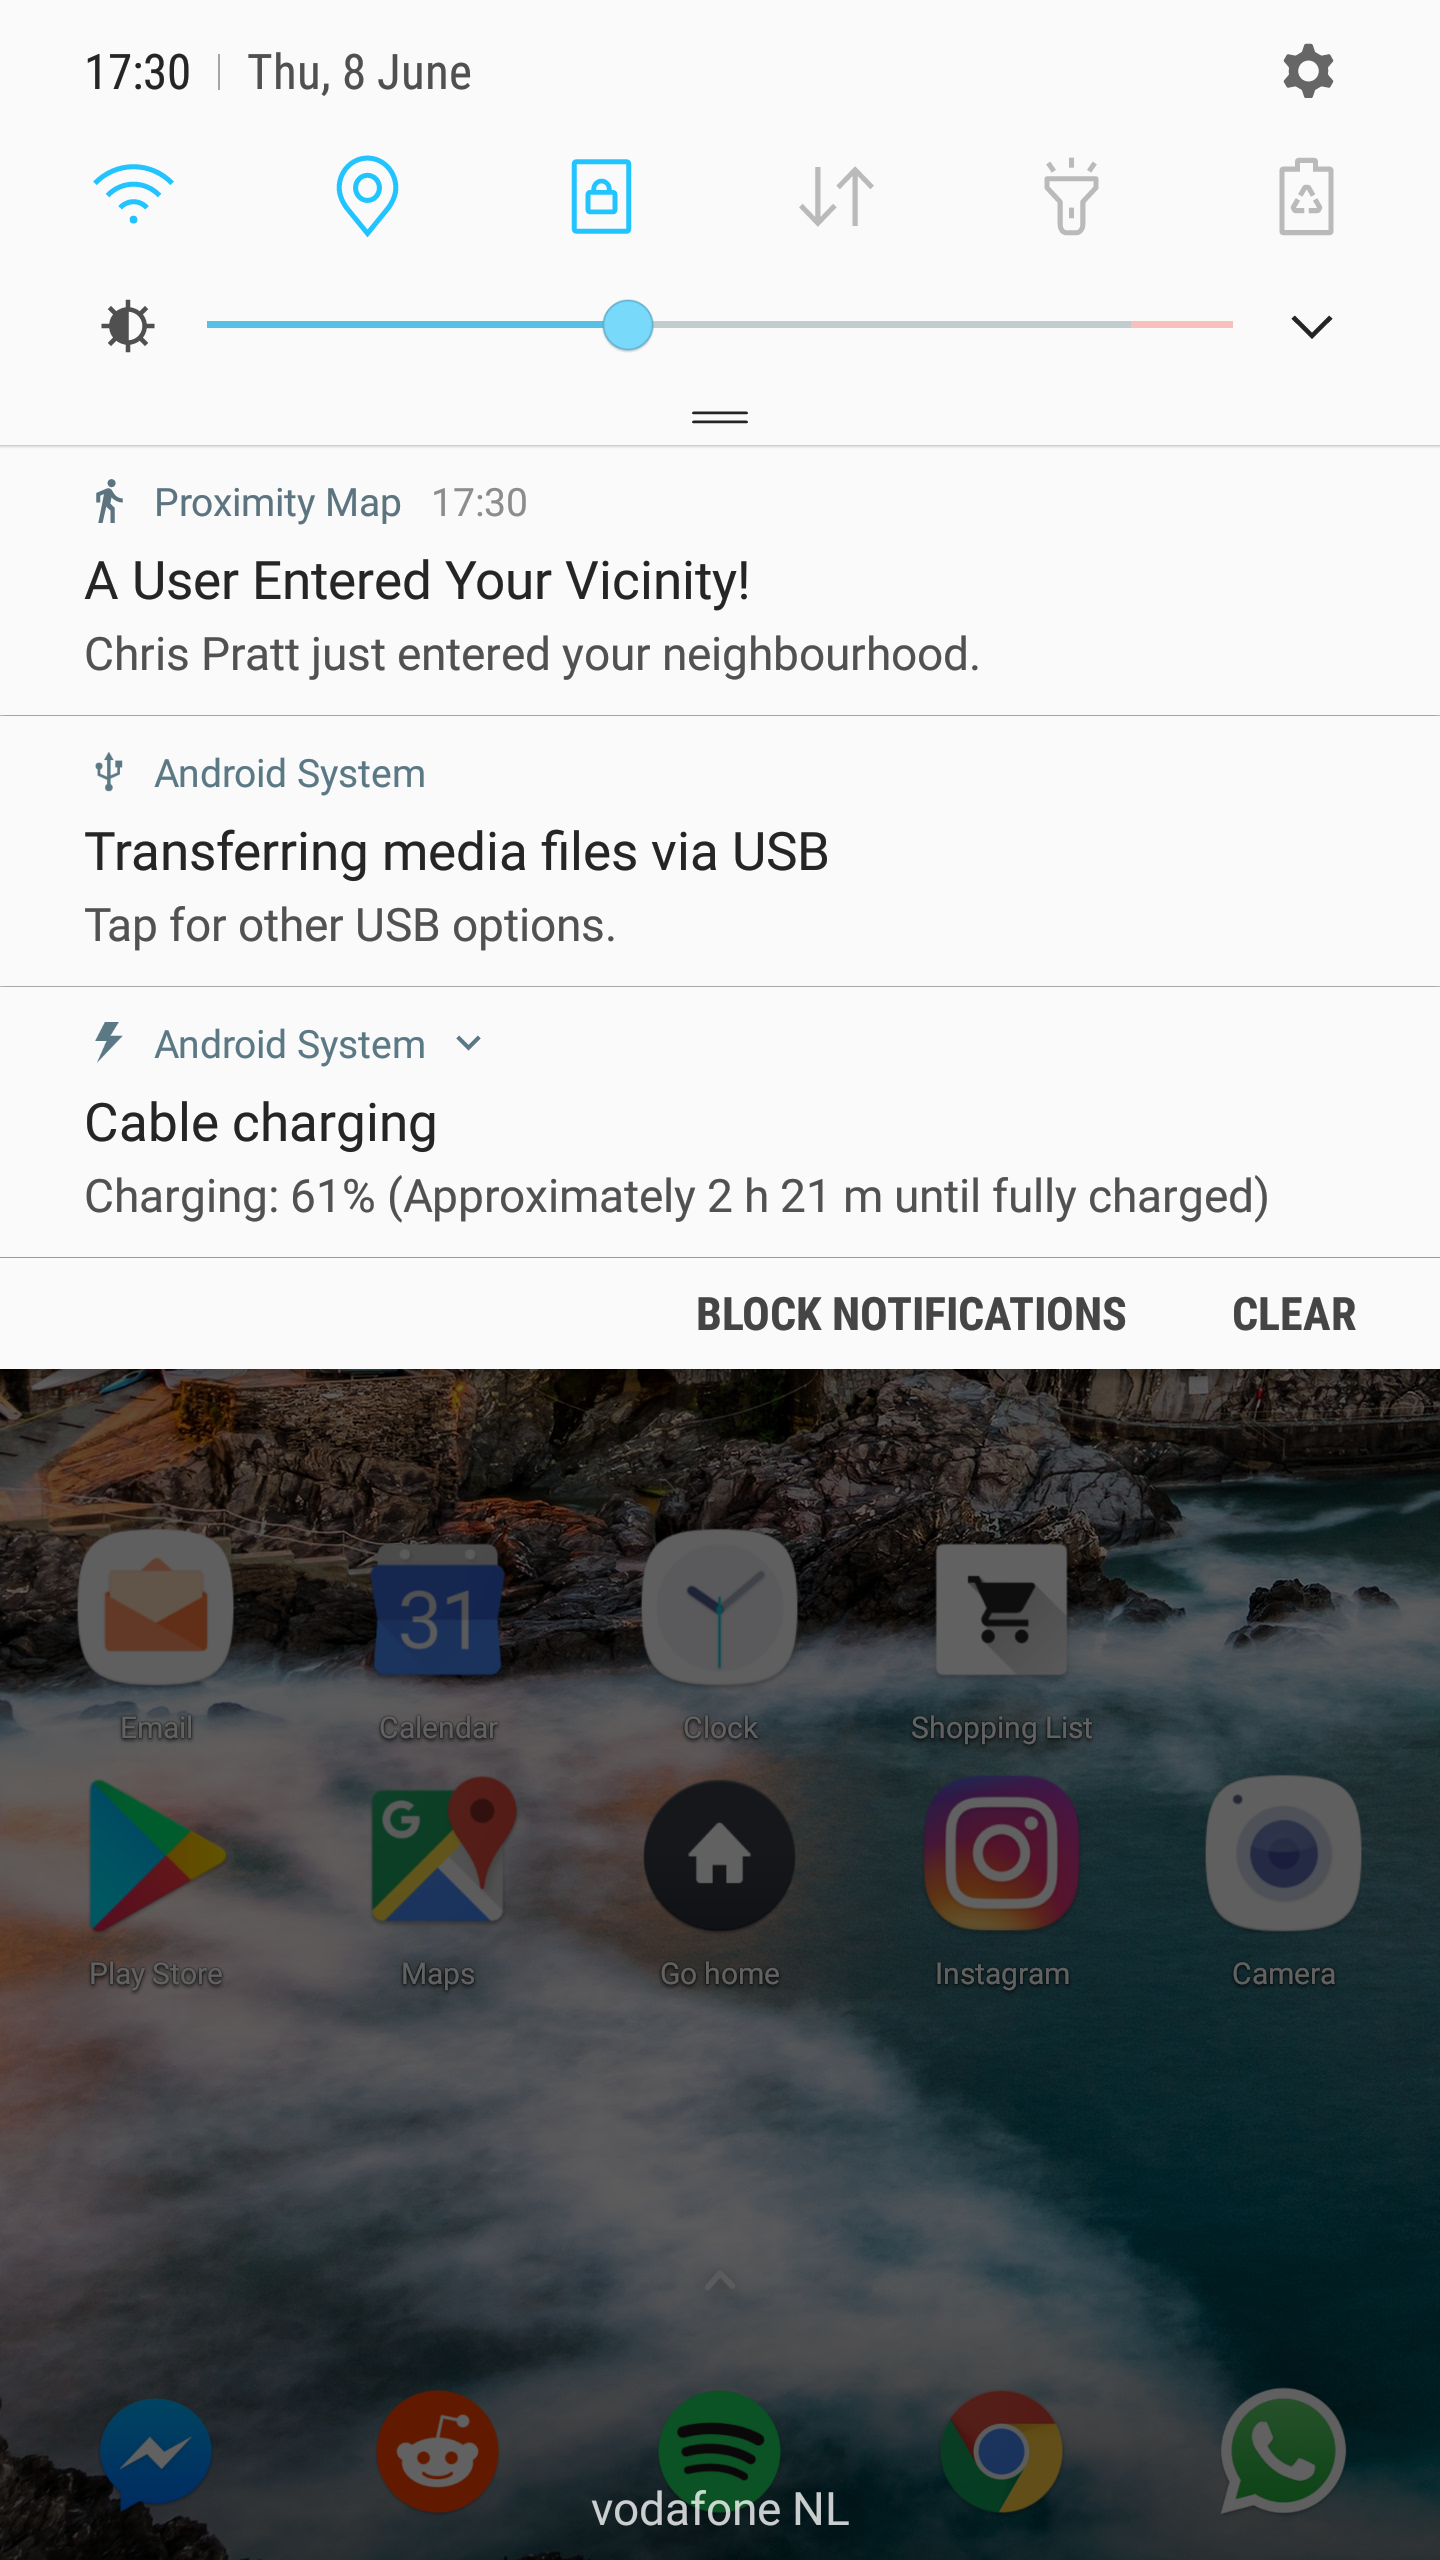 17:30 | Thu, 8 June
Proximity Map 17:30
A User Entered Your Vicinity!
Chris Pratt just entered your neighbourhood.
Android System
Transferring media files via USB
Tap for other USB options.
Android System
Cable charging
Charging: 61% (Approximately 2 h 21 m until fully charged)
BLOCK NOTIFICATIONS CLEAR
31
Email Calendar Clock Shopping List
G
Play Store Maps Go home Instagram Camera
vodafone NL